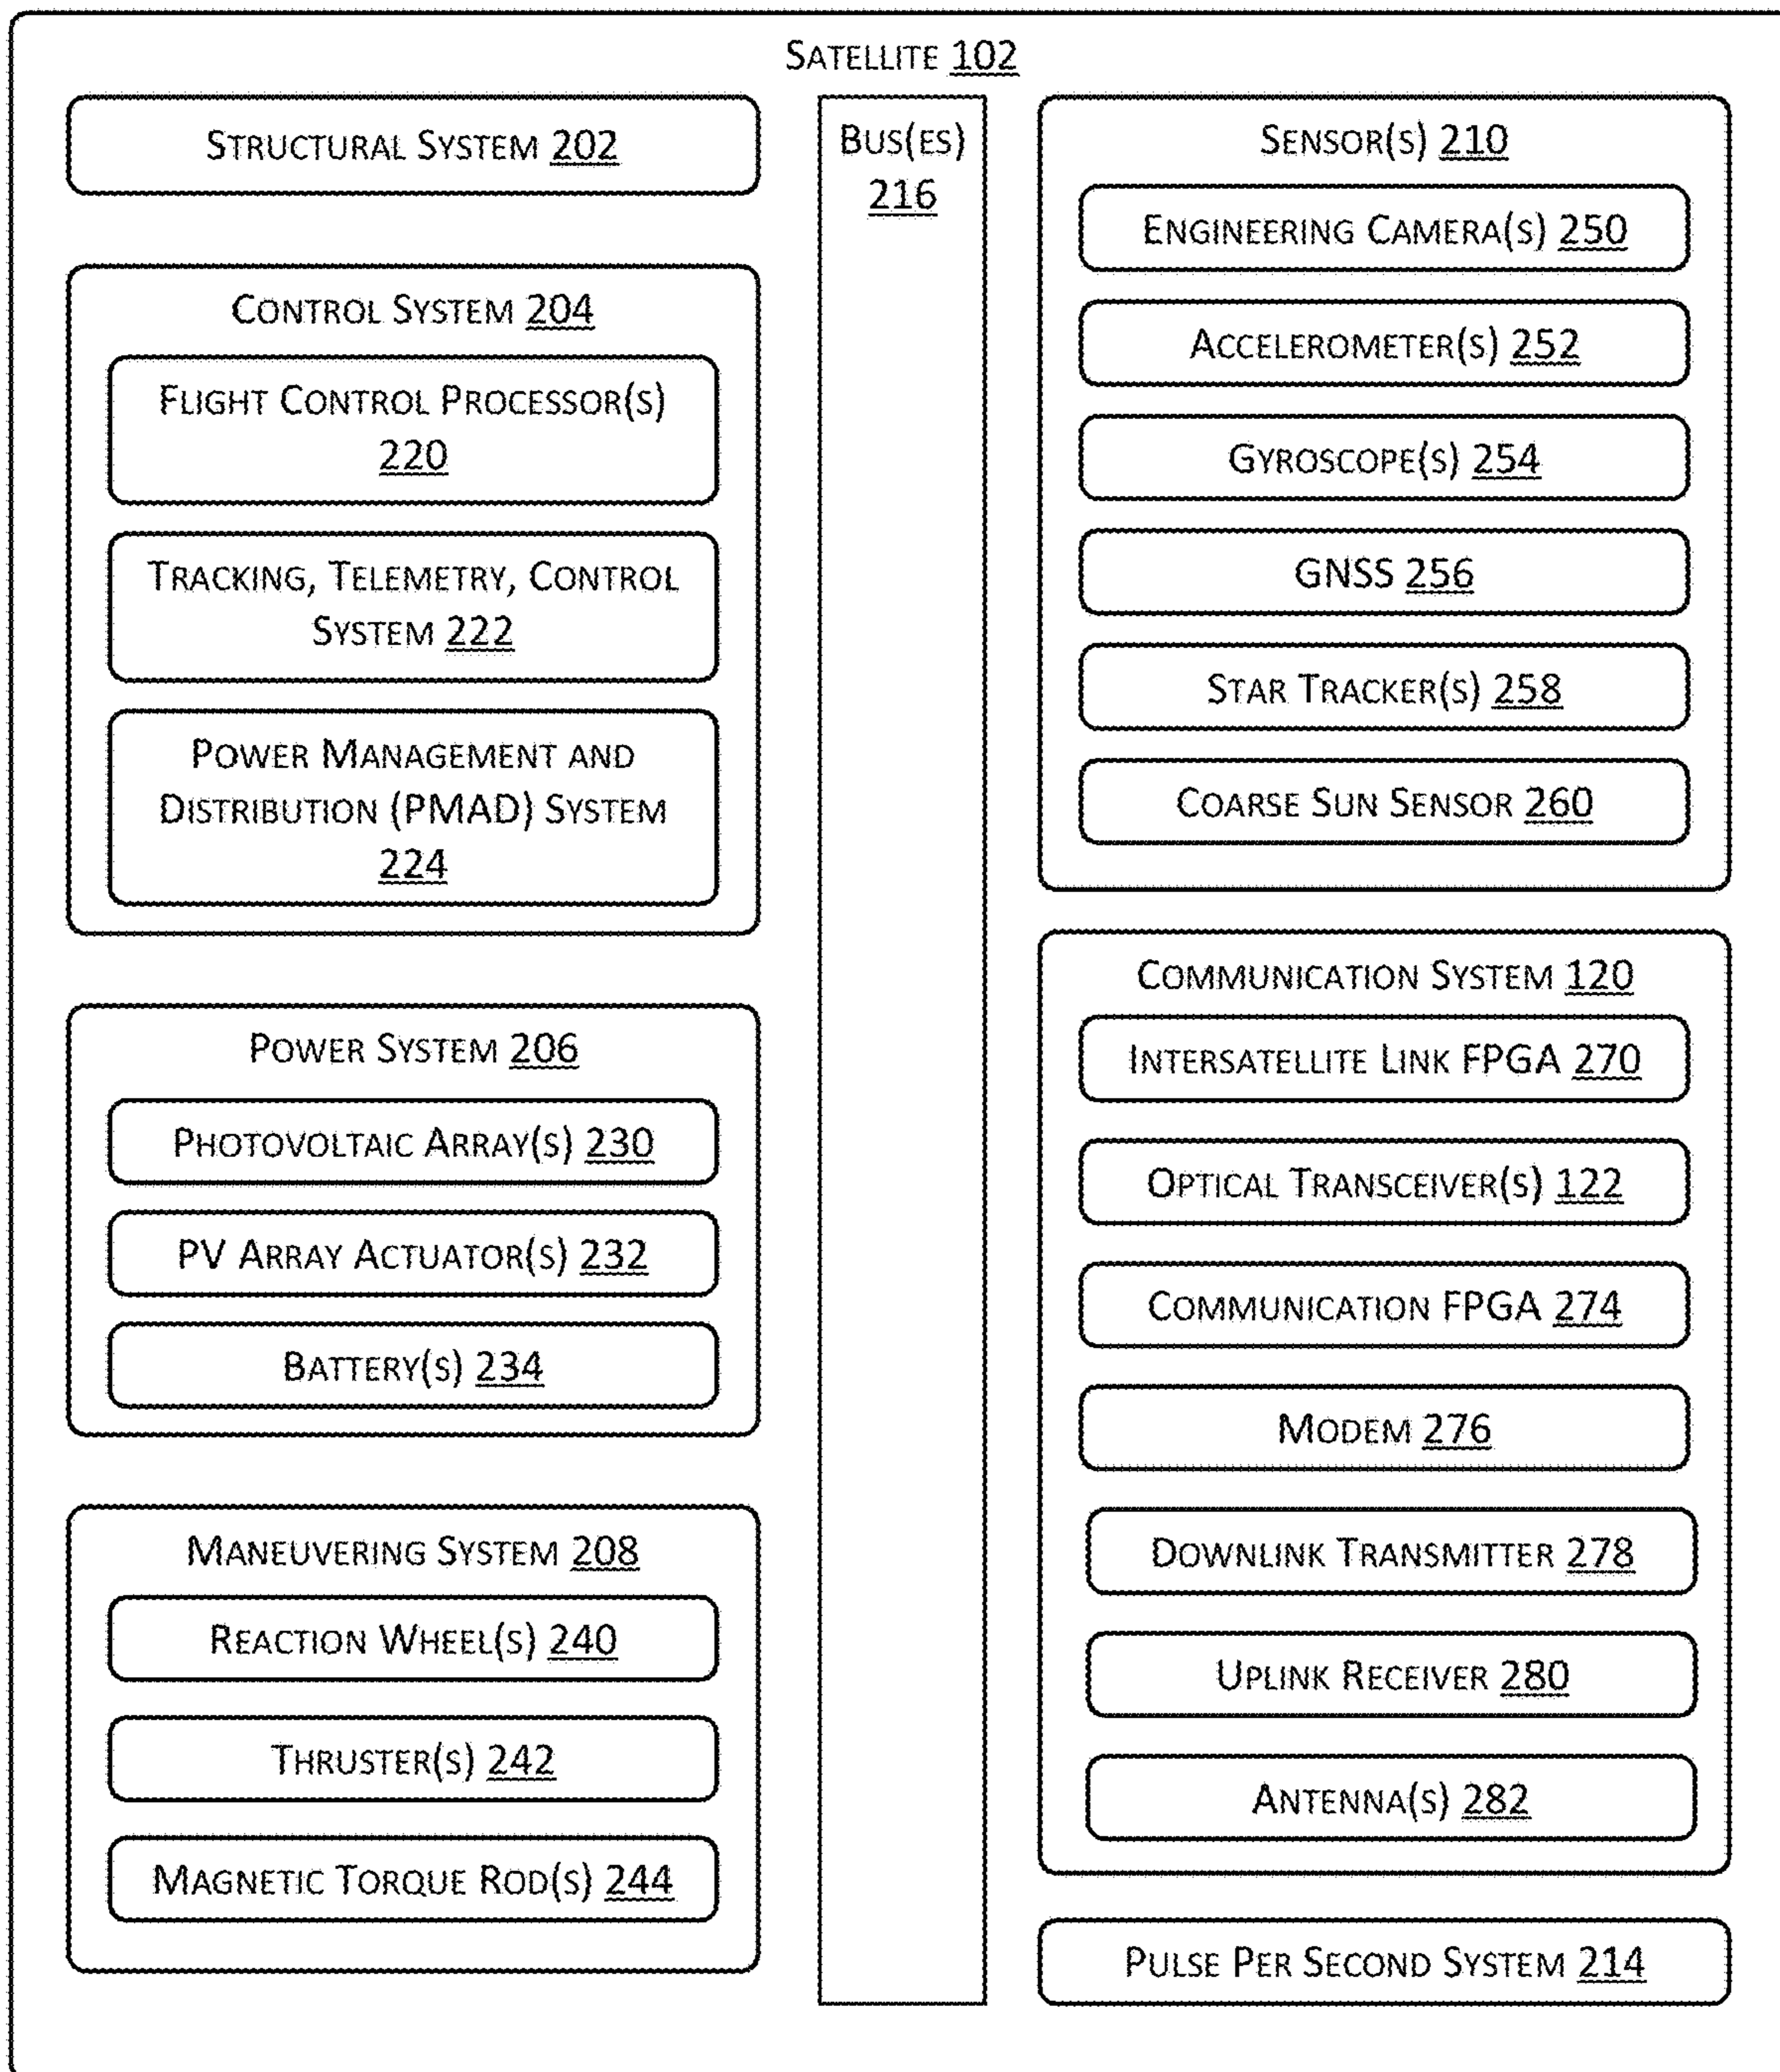 SATELLITE 102
STRUCTURAL SYSTEM 202
CONTROL SYSTEM 204
FLIGHT CONTROL PROCESSOR(S)
220
TRACKING, TELEMETRY, CONTROL
SYSTEM 222
POWER MANAGEMENT AND
DISTRIBUTION (PMAD) SYSTEM
224
POWER SYSTEM 206
PHOTOVOLTAIC ARRAY(S) 230
PV ARRAY ACTUATOR(S) 232
BATTERY(S) 234
MANEUVERING SYSTEM 208
REACTION WHEEL(S) 240
THRUSTER(S) 242
MAGNETIC TORQUE ROD(S) 244
BUS(ES)
216
SENSOR(S) 210
ENGINEERING CAMERA(S) 250
ACCELEROMETER(S) 252
GYROSCOPE(S) 254
GNSS 256
STAR TRACKER(S) 258
COARSE SUN SENSOR 260
COMMUNICATION SYSTEM 120
INTERSATELLITE LINK FPGA 270
OPTICAL TRANSCEIVER(S) 122
COMMUNICATION FPGA 274
MODEM 276
DOWNLINK TRANSMITTER 278
UPLINK RECEIVER 280
ANTENNA(S) 282
PULSE PER SECOND SYSTEM 214